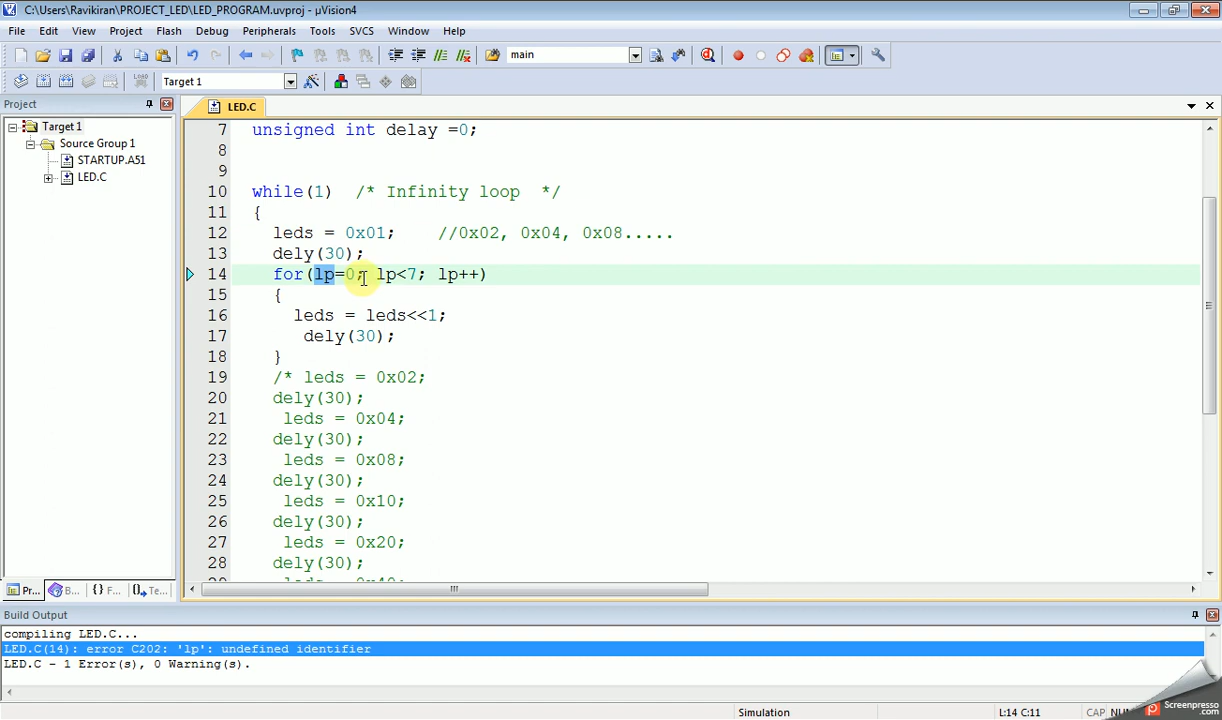 C:\Users\Ravikiran\PROJECT_LED\LED_PROGRAM.uvproj - µVision4
File Edit View Project Flash Debug Peripherals Tools SVCS Window Help
main
LOAD Target 1
Project
LED.C
Target 1
Source Group 1
STARTUP.A51
LED.C
7 unsigned int delay =0;
8
9
10 while(1) /* Infinity loop */
11 {
12 leds = 0x01; //0x02, 0x04, 0x08.....
13 dely(30);
14 for(lp=0; lp<7; lp++)
15 {
16 leds = leds<<1;
17 dely(30);
18 }
19 /* leds = 0x02;
20 dely(30);
21 leds = 0x04;
22 dely(30);
23 leds = 0x08;
24 dely(30);
25 leds = 0x10;
26 dely(30);
27 leds = 0x20;
28 dely(30);
Pr... B... {} F... Te...
Build Output
compiling LED.C...
LED.C(14): error C202: 'lp': undefined identifier
LED.C - 1 Error(s), 0 Warning(s).
Simulation L:14 C:11 CAP
Screenpresso.com